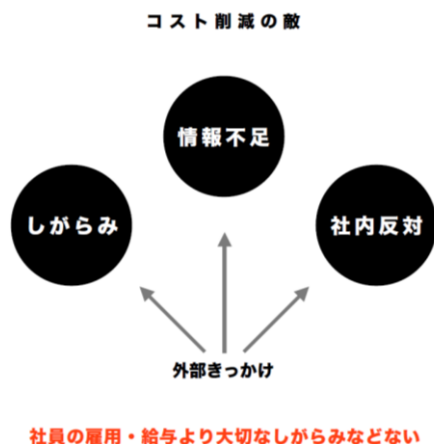 コスト削減の敵
情報不足
しがらみ
社内反対
外部きっかけ
社員の雇用・給与より大切なしがらみなどない